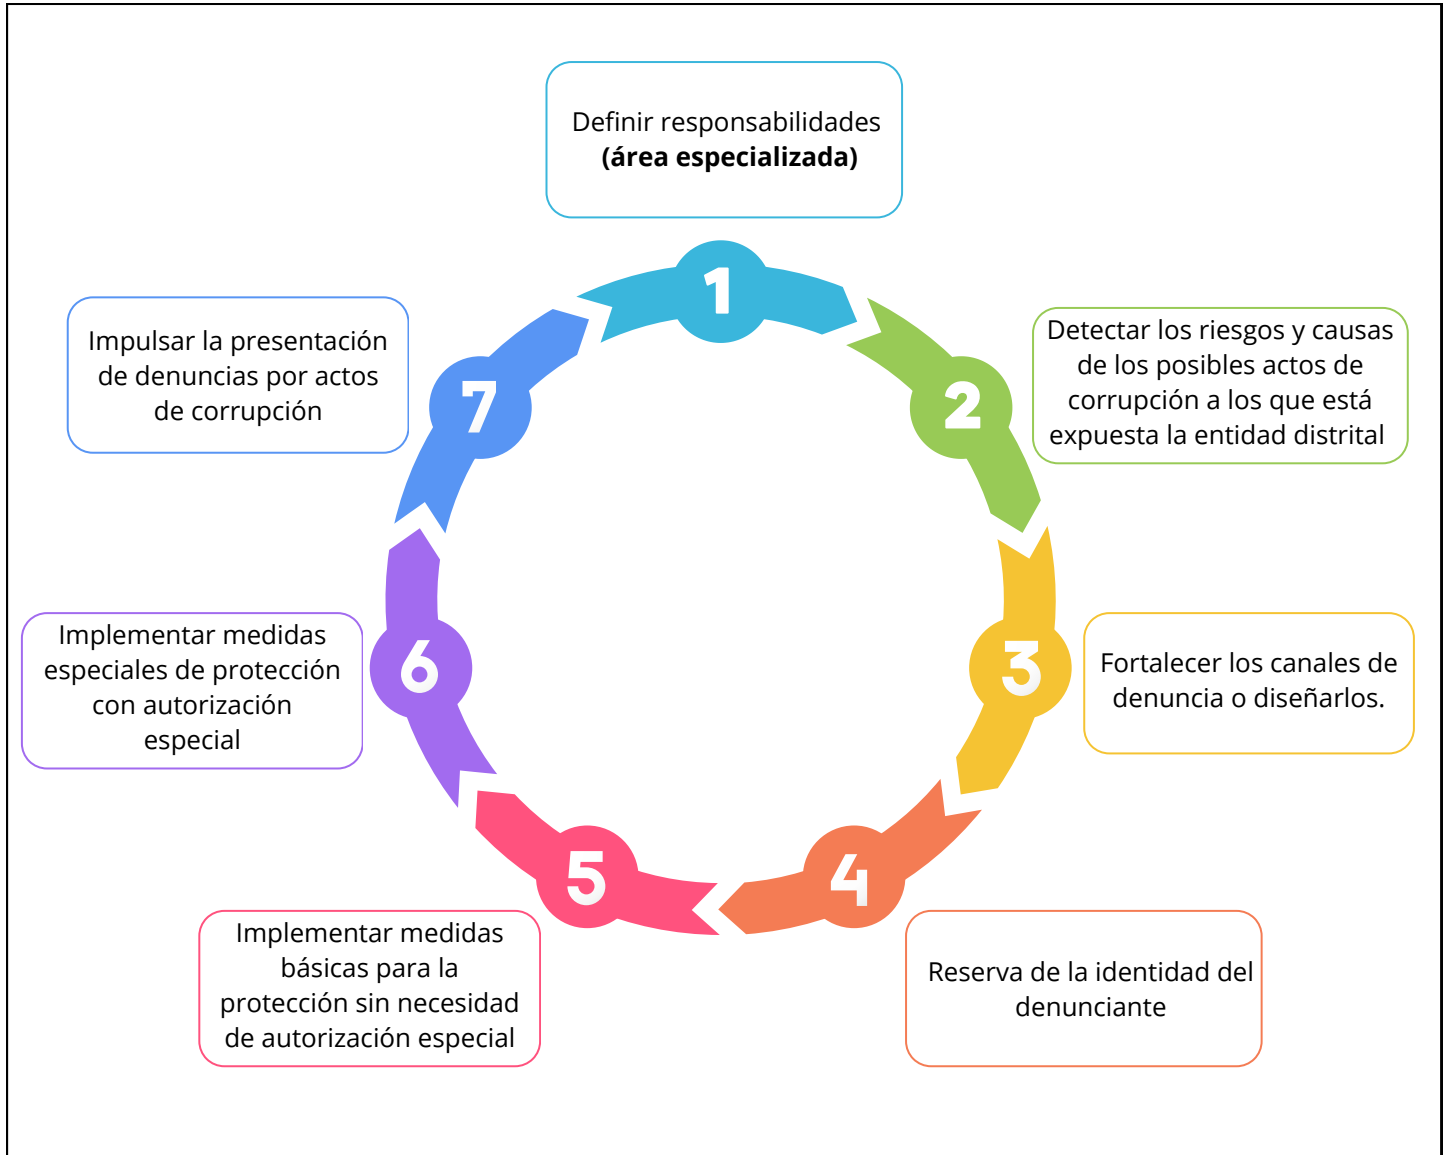 Definir responsabilidades
(área especializada)
1
Detectar los riesgos y causas
de los posibles actos de
corrupción a los que está
expuesta la entidad distrital
2
Fortalecer los canales de
denuncia o diseñarlos.
3
Reserva de la identidad del
denunciante
4
Implementar medidas
básicas para la
protección sin necesidad
de autorización especial
5
Implementar medidas
especiales de protección
con autorización
especial
6
Impulsar la presentación
de denuncias por actos
de corrupción
7